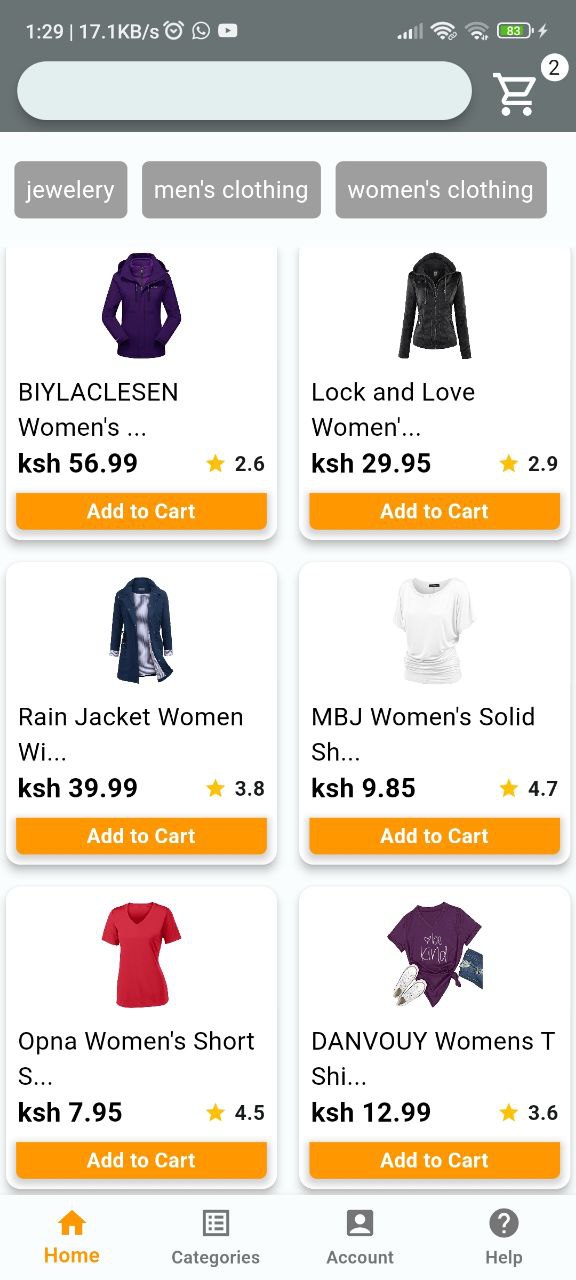 1:29 | 17.1KB/s 83
2
jewelery men's clothing women's clothing
BIYLACLESEN
Women's ...
ksh 56.99 2.6
Add to Cart
Lock and Love
Women'...
ksh 29.95 2.9
Add to Cart
Rain Jacket Women
Wi...
ksh 39.99 3.8
Add to Cart
MBJ Women's Solid
Sh...
ksh 9.85 4.7
Add to Cart
Opna Women's Short
S...
ksh 7.95 4.5
Add to Cart
be
kind
DANVOUY Womens T
Shi...
ksh 12.99 3.6
Add to Cart
Home Categories Account Help